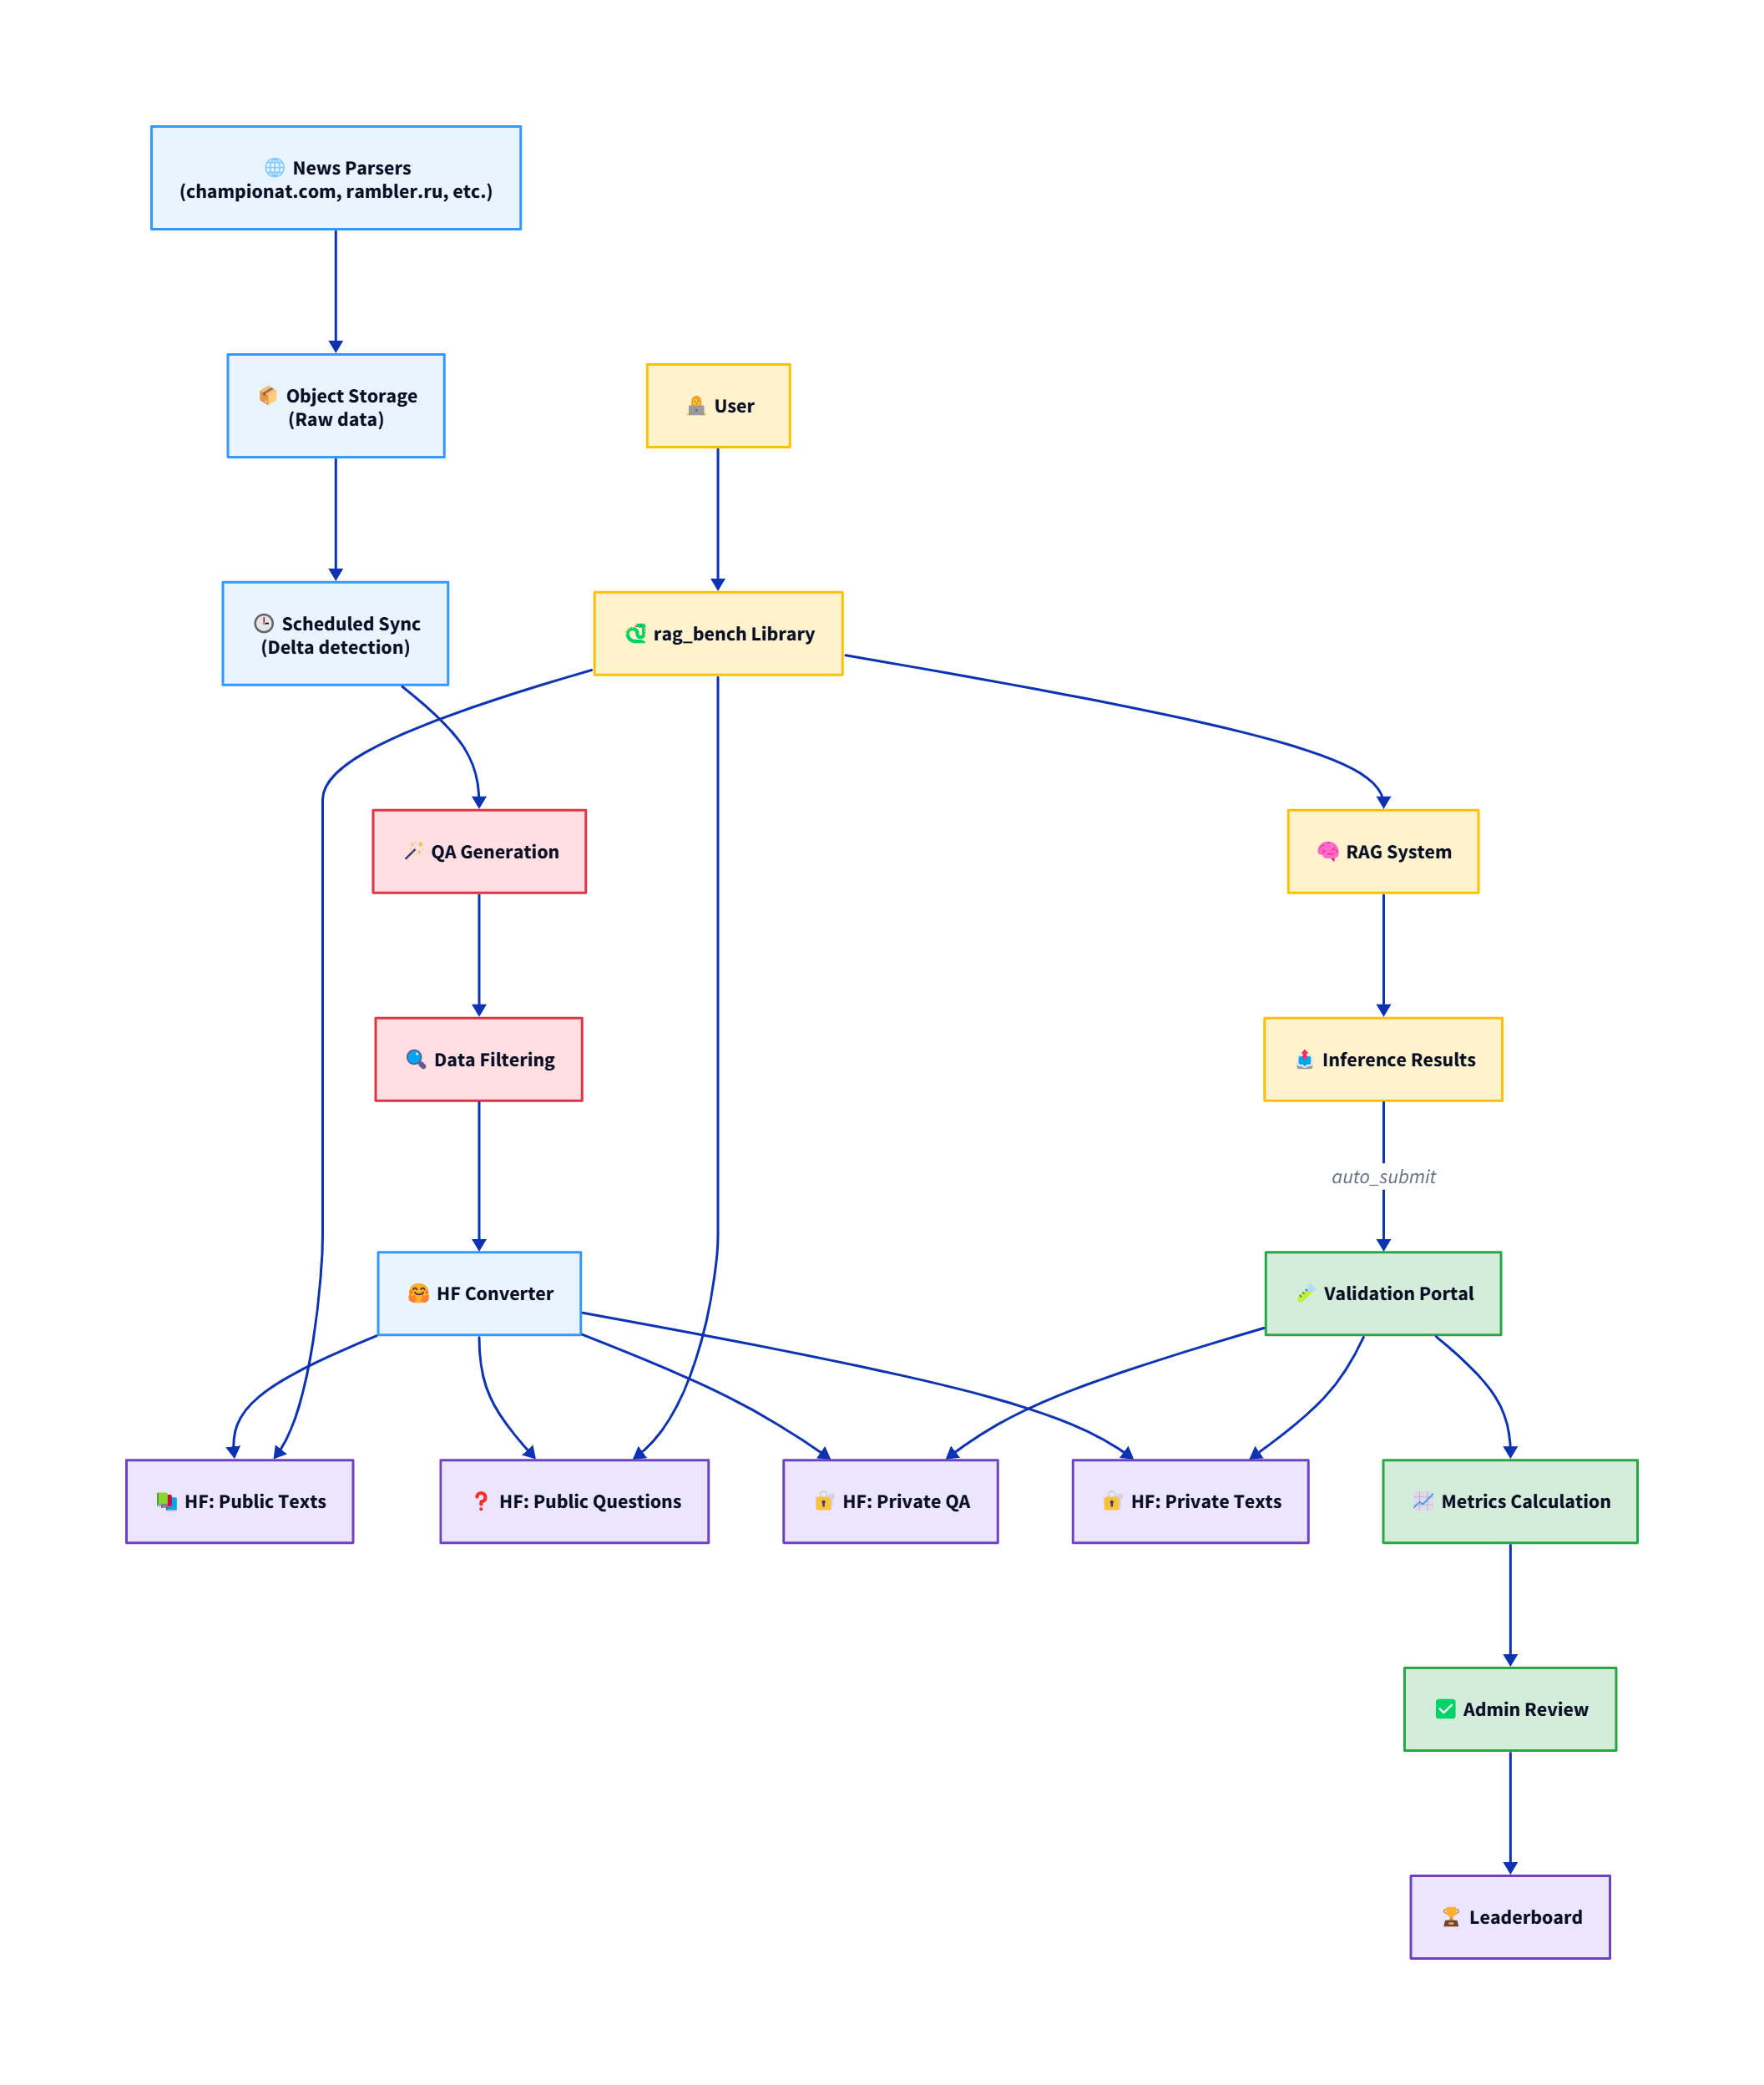 News Parsers
(championat.com, rambler.ru, etc.)
Object Storage
(Raw data)
User
Scheduled Sync
(Delta detection)
rag_bench Library
QA Generation
RAG System
Data Filtering
Inference Results
auto_submit
HF Converter
Validation Portal
HF: Public Texts
HF: Public Questions
HF: Private QA
HF: Private Texts
Metrics Calculation
Admin Review
Leaderboard